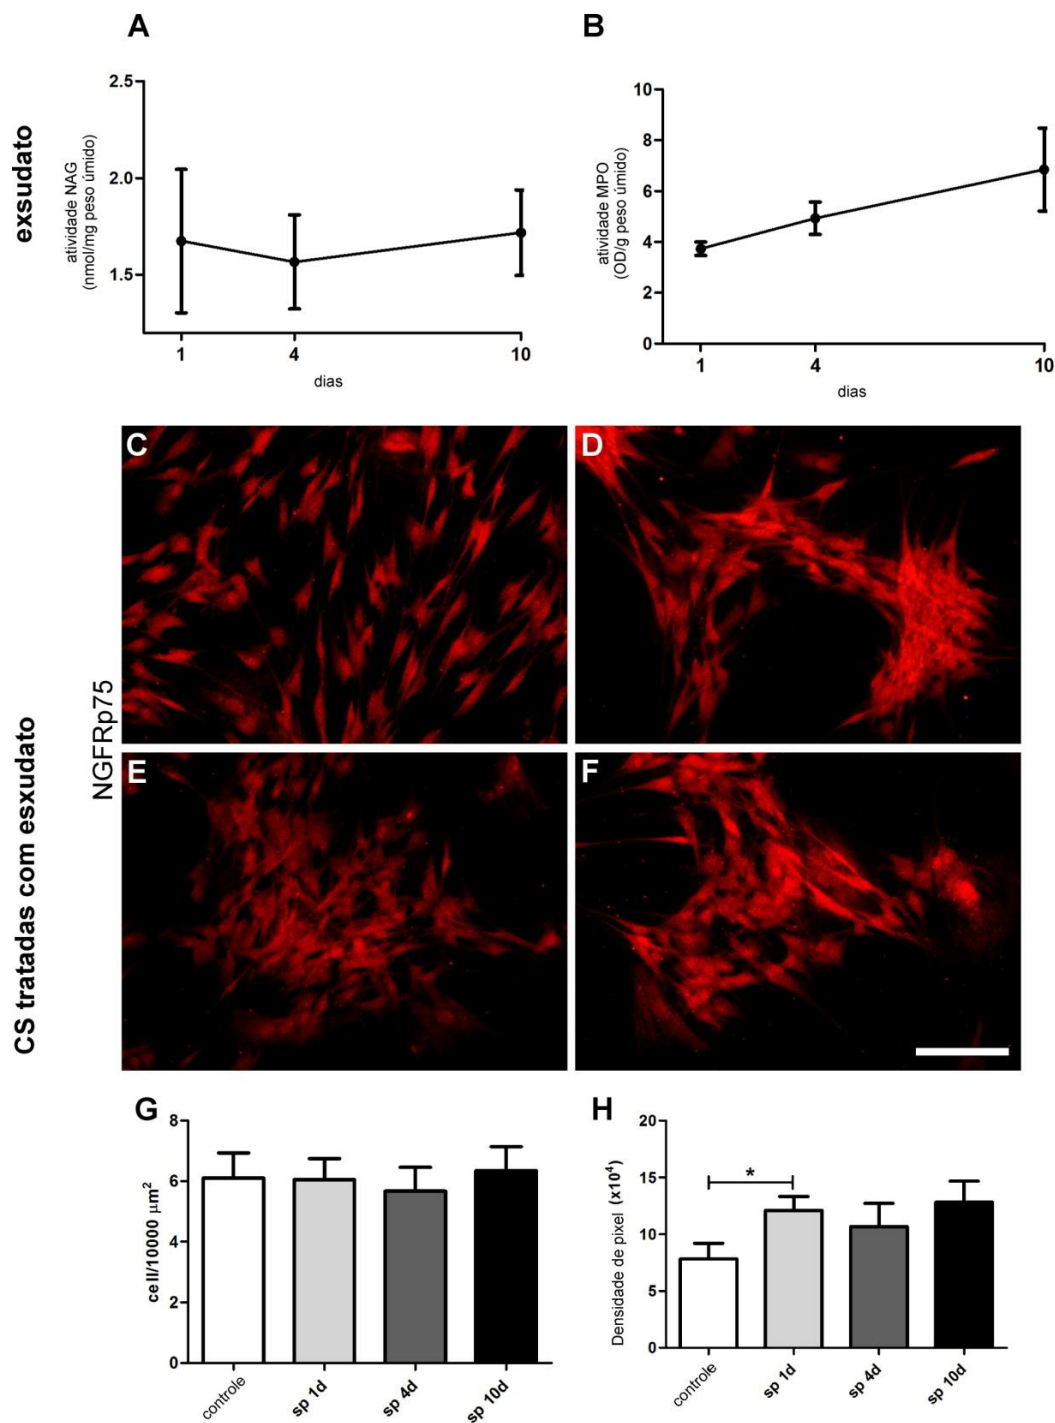 A
B
exsudato
atividade NAG
(nmol/mg peso úmido)
2.5
2.0
1.5
1
4
10
dias
atividade MPO
(OD/g peso úmido)
10
8
6
4
2
0
1
4
10
dias
CS tratadas com esxudato
NGFRp75
C
D
E
F
G
cell/10000 µm²
8
6
4
2
0
controle
sp 1d
sp 4d
sp 10d
H
Densidade de pixel (x10⁴)
20
15
10
5
0
*
controle
sp 1d
sp 4d
sp 10d